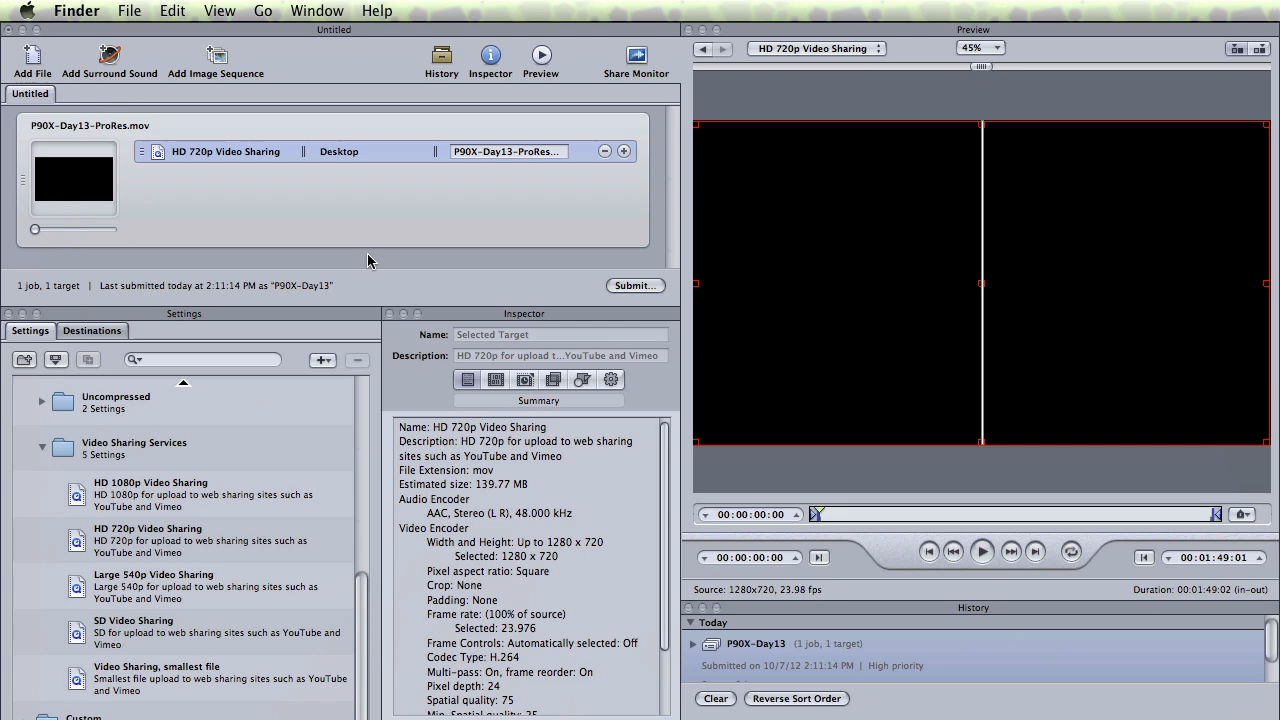 Finder File Edit View Go Window Help
Untitled
Add File Add Surround Sound Add Image Sequence History Inspector Preview Share Monitor
Untitled
P90X-Day13-ProRes.mov
HD 720p Video Sharing Desktop P90X-Day13-ProRes...
1 job, 1 target | Last submitted today at 2:11:14 PM as "P90X-Day13" Submit...
Settings
Settings Destinations
Uncompressed
2 Settings
Video Sharing Services
5 Settings
HD 1080p Video Sharing
HD 1080p for upload to web sharing sites such as
YouTube and Vimeo
HD 720p Video Sharing
HD 720p for upload to web sharing sites such as
YouTube and Vimeo
Large 540p Video Sharing
Large 540p for upload to web sharing sites such as
YouTube and Vimeo
SD Video Sharing
SD for upload to web sharing sites such as YouTube and
Vimeo
Video Sharing, smallest file
Smallest file upload to web sharing sites such as YouTube
and Vimeo
Custom
Inspector
Name: Selected Target
Description: HD 720p for upload t...YouTube and Vimeo
Summary
Name: HD 720p Video Sharing
Description: HD 720p for upload to web sharing
sites such as YouTube and Vimeo
File Extension: mov
Estimated size: 139.77 MB
Audio Encoder
AAC, Stereo (L R), 48.000 kHz
Video Encoder
Width and Height: Up to 1280 x 720
Selected: 1280 x 720
Pixel aspect ratio: Square
Crop: None
Padding: None
Frame rate: (100% of source)
Selected: 23.976
Frame Controls: Automatically selected: Off
Codec Type: H.264
Multi-pass: On, frame reorder: On
Pixel depth: 24
Spatial quality: 75
Min. Spatial quality: 25
Preview
HD 720p Video Sharing 45%
00:00:00:00
00:00:00:00 00:01:49:01
Source: 1280x720, 23.98 fps Duration: 00:01:49:02 (in-out)
History
Today
P90X-Day13 (1 job, 1 target)
Submitted on 10/7/12 2:11:14 PM | High priority
Clear Reverse Sort Order